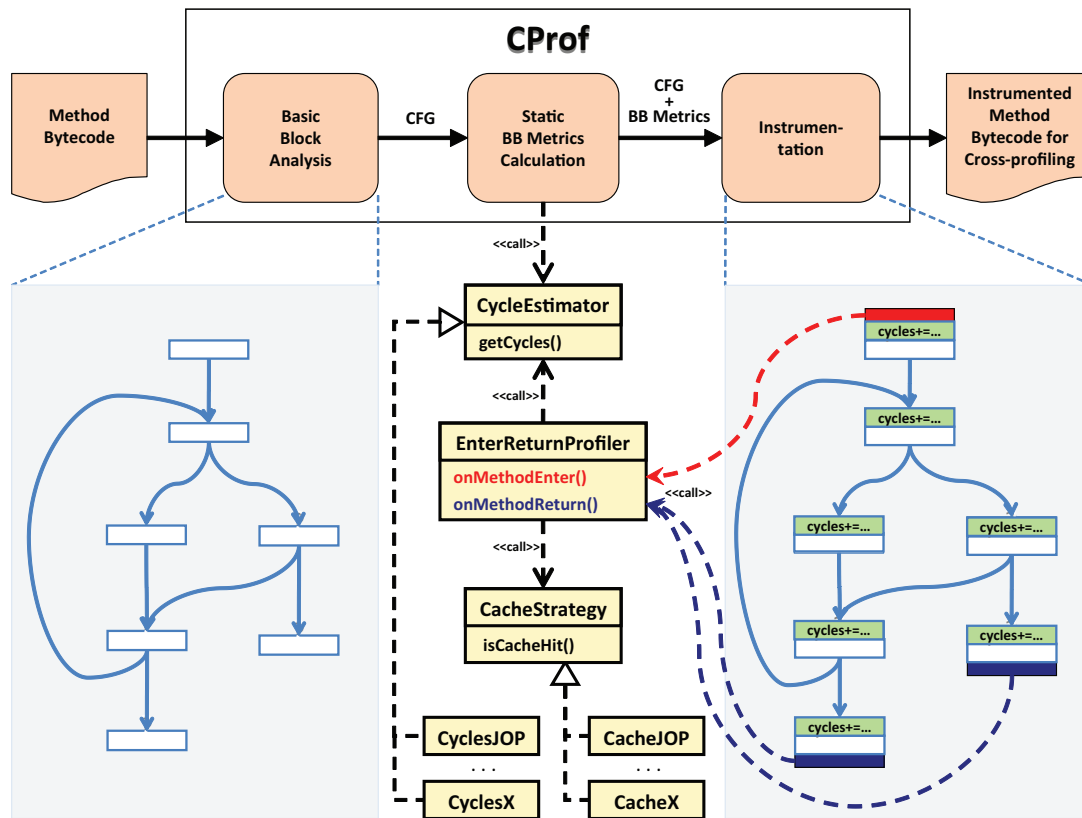 CProf
Method
Bytecode
Basic
Block
Analysis
CFG
Static
BB Metrics
Calculation
CFG
+
BB Metrics
Instrumen-
tation
Instrumented
Method
Bytecode for
Cross-profiling
<<call>>
CycleEstimator
getCycles()
<<call>>
EnterReturnProfiler
onMethodEnter()
onMethodReturn()
<<call>>
<<call>>
CacheStrategy
isCacheHit()
CyclesJOP
. . .
CyclesX
CacheJOP
. . .
CacheX
cycles+=...
cycles+=...
cycles+=...
cycles+=...
cycles+=...
cycles+=...
cycles+=...